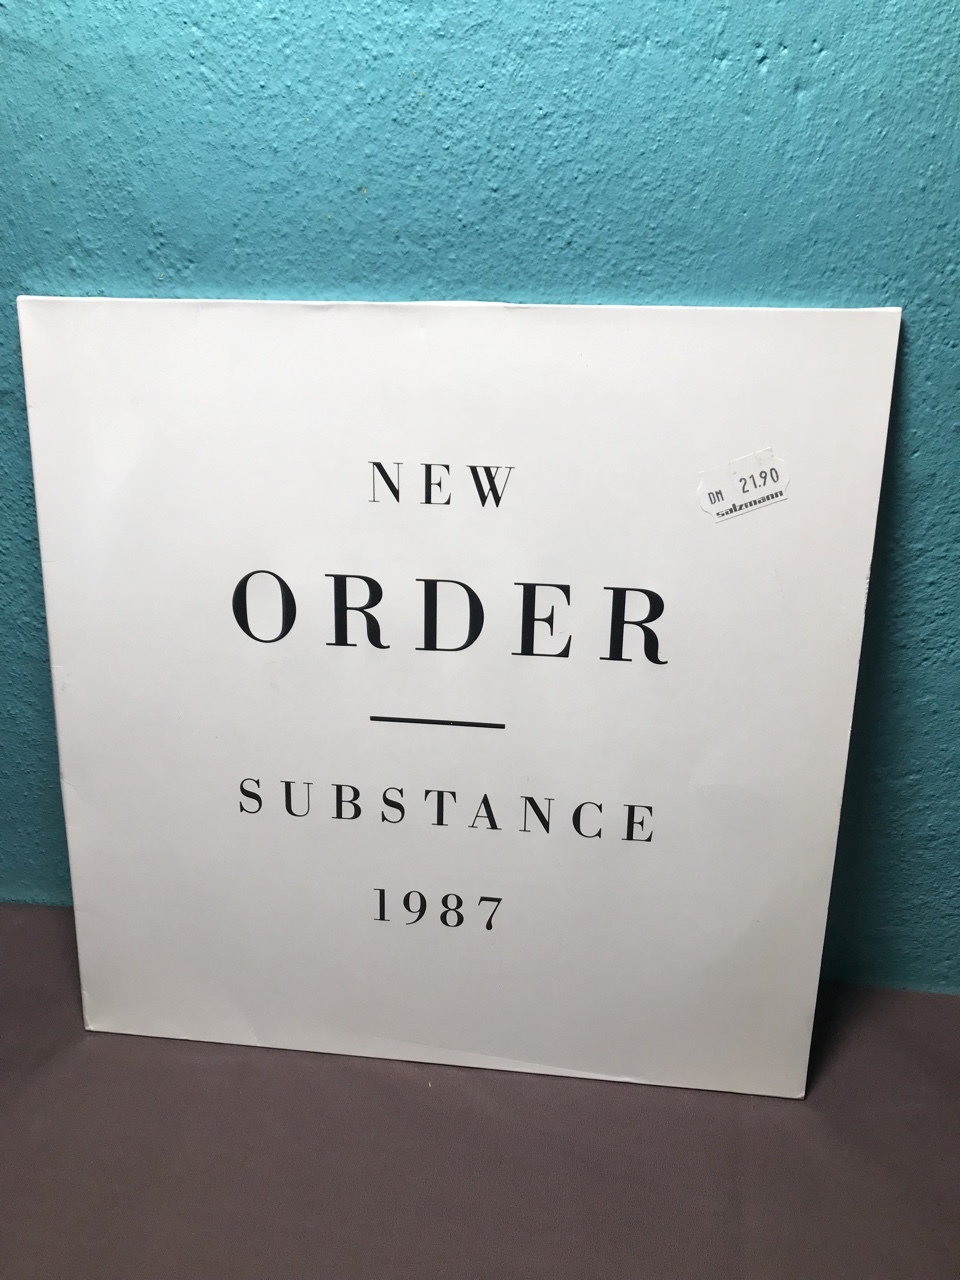 NEW
DM 21.90
salzmann
ORDER
SUBSTANCE
1987